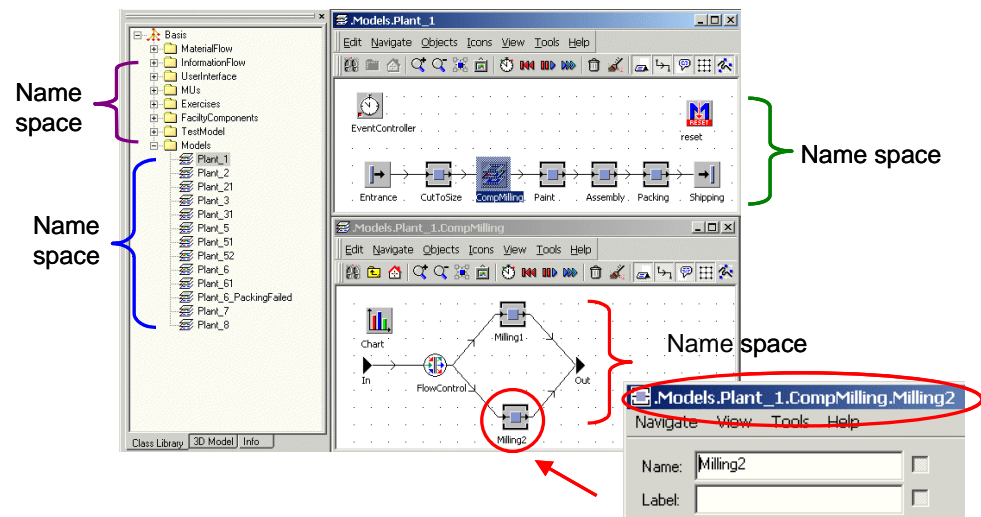 Basis
MaterialFlow
InformationFlow
UserInterface
MUs
Exercises
FaciltyComponents
TestModel
Models
Plant_1
Plant_2
Plant_21
Plant_3
Plant_31
Plant_5
Plant_51
Plant_52
Plant_6
Plant_61
Plant_6_PackingFailed
Plant_7
Plant_8
Class Library 3D Model Info
Name
space
Name
space
.Models.Plant_1
Edit Navigate Objects Icons View Tools Help
EventController
RESET
reset
Entrance CutToSize CompMilling Paint Assembly Packing Shipping
Name space
.Models.Plant_1.CompMilling
Edit Navigate Objects Icons View Tools Help
Chart
Milling1
In
FlowControl
Out
Milling2
Name space
.Models.Plant_1.CompMilling.Milling2
Navigate View Tools Help
Name: Milling2
Label: